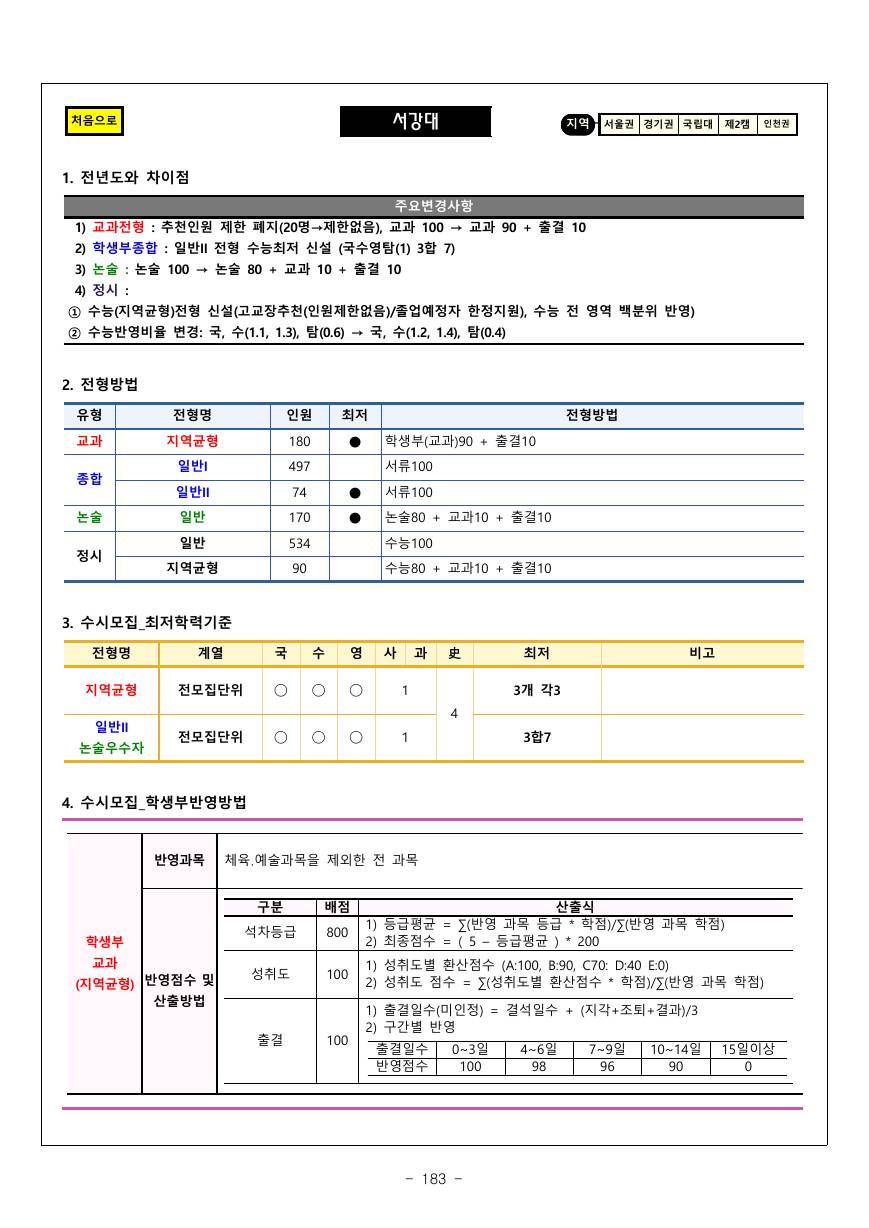 처음으로
서강대
지역 서울권 경기권 국립대 제2캠 인천권
1. 전년도와 차이점
주요변경사항
1) 교과전형 : 추천인원 제한 폐지(20명→제한없음), 교과 100 → 교과 90 + 출결 10
2) 학생부종합 : 일반II 전형 수능최저 신설 (국수영탐(1) 3합 7)
3) 논술 : 논술 100 → 논술 80 + 교과 10 + 출결 10
4) 정시 :
① 수능(지역균형)전형 신설(고교장추천(인원제한없음)/졸업예정자 한정지원), 수능 전 영역 백분위 반영)
② 수능반영비율 변경: 국, 수(1.1, 1.3), 탐(0.6) → 국, 수(1.2, 1.4), 탐(0.4)
2. 전형방법
유형 전형명 인원 최저 전형방법
교과 지역균형 180 ● 학생부(교과)90 + 출결10
종합 일반I 497 서류100
일반II 74 ● 서류100
논술 일반 170 ● 논술80 + 교과10 + 출결10
정시 일반 534 수능100
지역균형 90 수능80 + 교과10 + 출결10
3. 수시모집_최저학력기준
전형명 계열 국 수 영 사 과 史 최저 비고
지역균형 전모집단위 ○ ○ ○ 1 4 3개 각3
일반II
논술우수자 전모집단위 ○ ○ ○ 1 3합7
4. 수시모집_학생부반영방법
학생부
교과
(지역균형)
반영과목 체육.예술과목을 제외한 전 과목
반영점수 및
산출방법
구분 배점 산출식
석차등급 800 1) 등급평균 = ∑(반영 과목 등급 * 학점)/∑(반영 과목 학점)
2) 최종점수 = ( 5 – 등급평균 ) * 200
성취도 100 1) 성취도별 환산점수 (A:100, B:90, C70: D:40 E:0)
2) 성취도 점수 = ∑(성취도별 환산점수 * 학점)/∑(반영 과목 학점)
출결 100 1) 출결일수(미인정) = 결석일수 + (지각+조퇴+결과)/3
2) 구간별 반영
출결일수 0~3일 4~6일 7~9일 10~14일 15일이상
반영점수 100 98 96 90 0
- 183 -